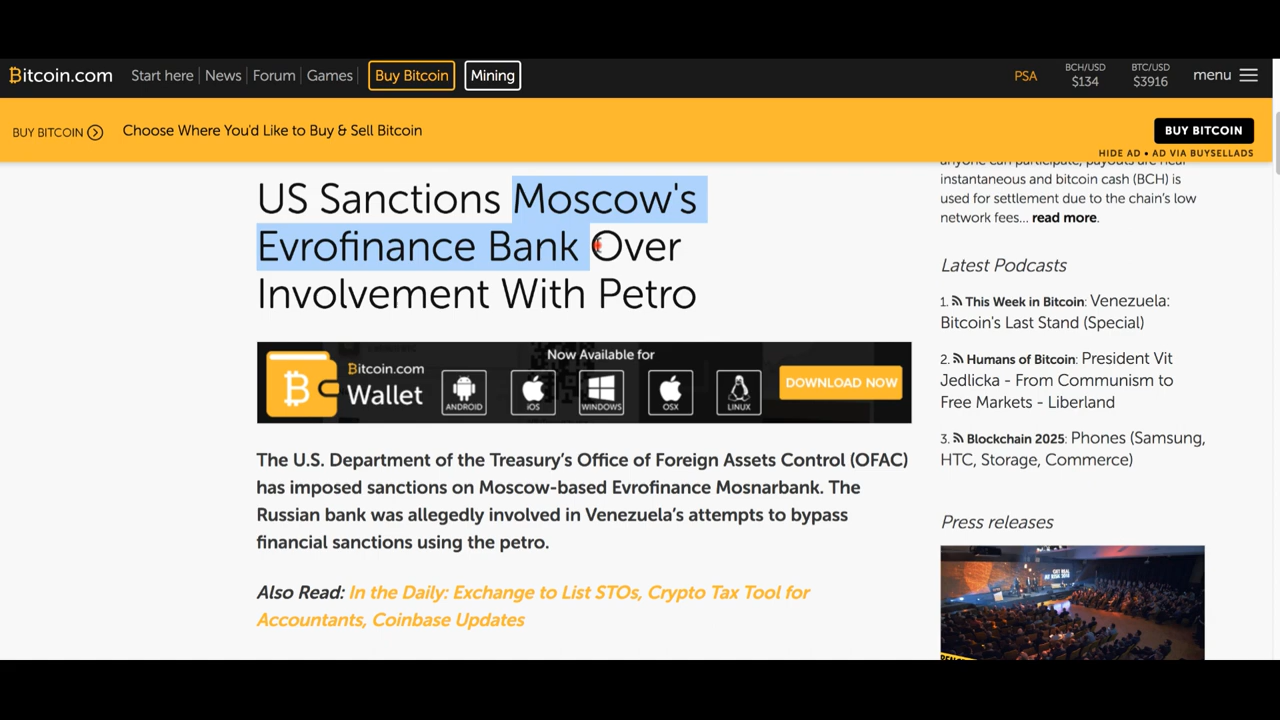 Bitcoin.com Start here News Forum Games Buy Bitcoin Mining PSA BCH/USD $134 BTC/USD $3916 menu
BUY BITCOIN Choose Where You'd Like to Buy & Sell Bitcoin BUY BITCOIN
HIDE AD • AD VIA BUYSELLADS
US Sanctions Moscow's
Evrofinance Bank Over
Involvement With Petro
Bitcoin.com
Wallet
Now Available for
ANDROID iOS WINDOWS OSX LINUX
DOWNLOAD NOW
The U.S. Department of the Treasury's Office of Foreign Assets Control (OFAC)
has imposed sanctions on Moscow-based Evrofinance Mosnarbank. The
Russian bank was allegedly involved in Venezuela's attempts to bypass
financial sanctions using the petro.
Also Read: In the Daily: Exchange to List STOs, Crypto Tax Tool for
Accountants, Coinbase Updates
anyone can participate, payouts are near
instantaneous and bitcoin cash (BCH) is
used for settlement due to the chain's low
network fees... read more.
Latest Podcasts
1. This Week in Bitcoin: Venezuela:
Bitcoin's Last Stand (Special)
2. Humans of Bitcoin: President Vit
Jedlicka - From Communism to
Free Markets - Liberland
3. Blockchain 2025: Phones (Samsung,
HTC, Storage, Commerce)
Press releases